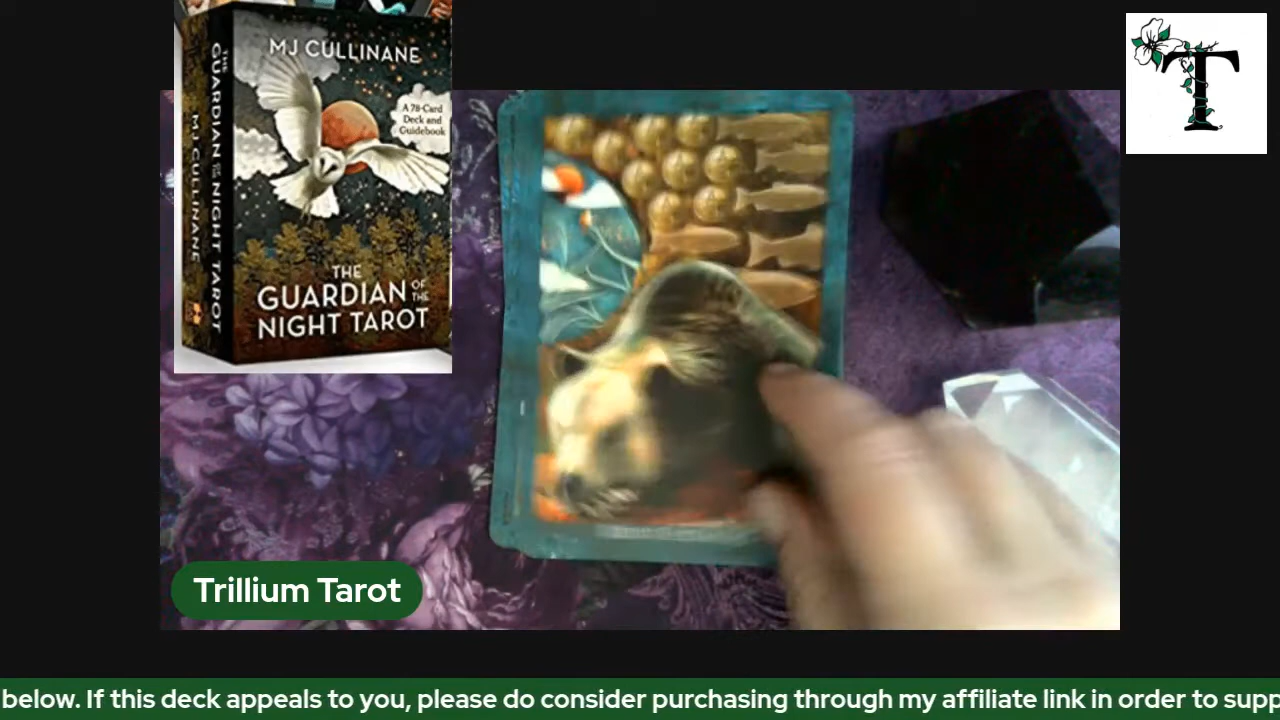 MJ CULLINANE
A 78-Card
Deck and
Guidebook
THE
GUARDIAN OF THE
NIGHT TAROT
THE GUARDIAN OF THE NIGHT TAROT
MJ CULLINANE
T
Trillium Tarot
below. If this deck appeals to you, please do consider purchasing through my affiliate link in order to supp